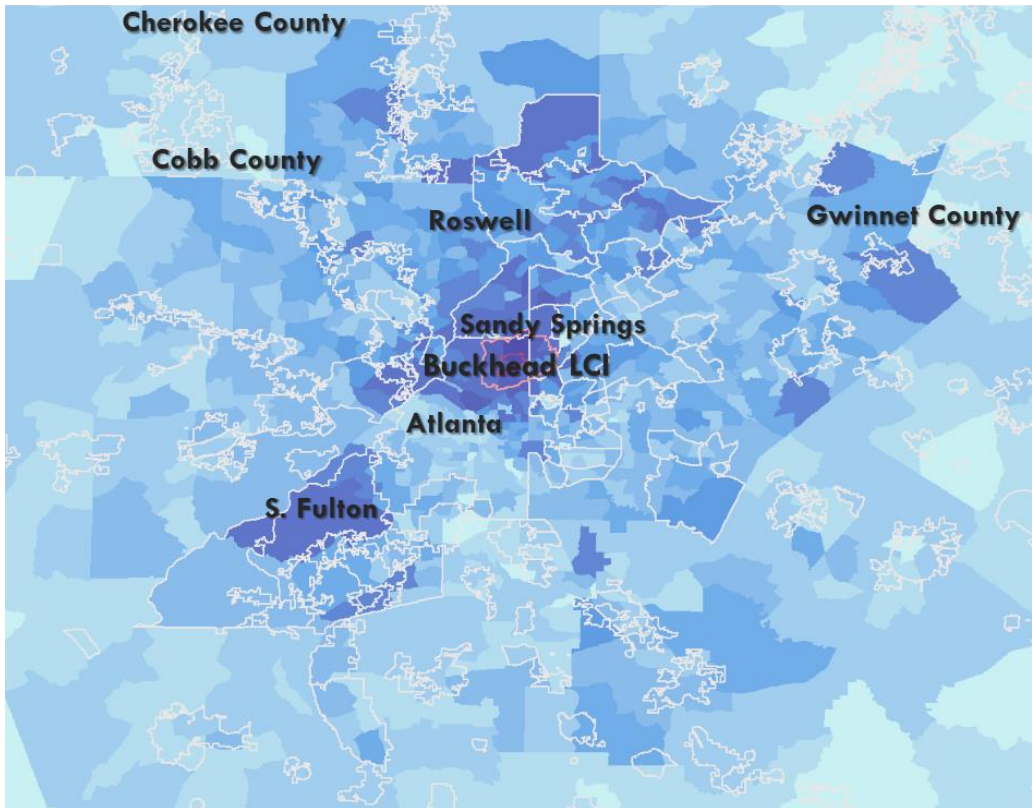 Cherokee County
Cobb County
Roswell
Gwinnet County
Sandy Springs
Buckhead LCI
Atlanta
S. Fulton